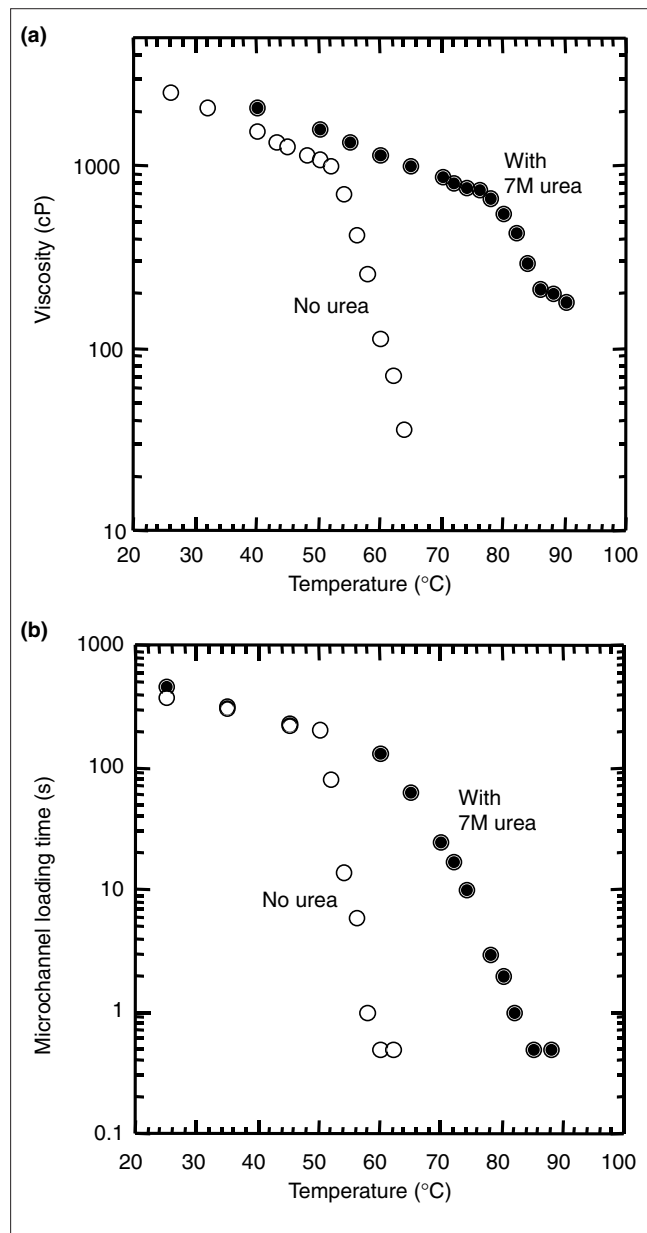 (a)
1000
100
10
Viscosity (cP)
With
7M urea
No urea
20 30 40 50 60 70 80 90 100
Temperature (°C)
(b)
1000
100
10
1
0.1
Microchannel loading time (s)
With
7M urea
No urea
20 30 40 50 60 70 80 90 100
Temperature (°C)